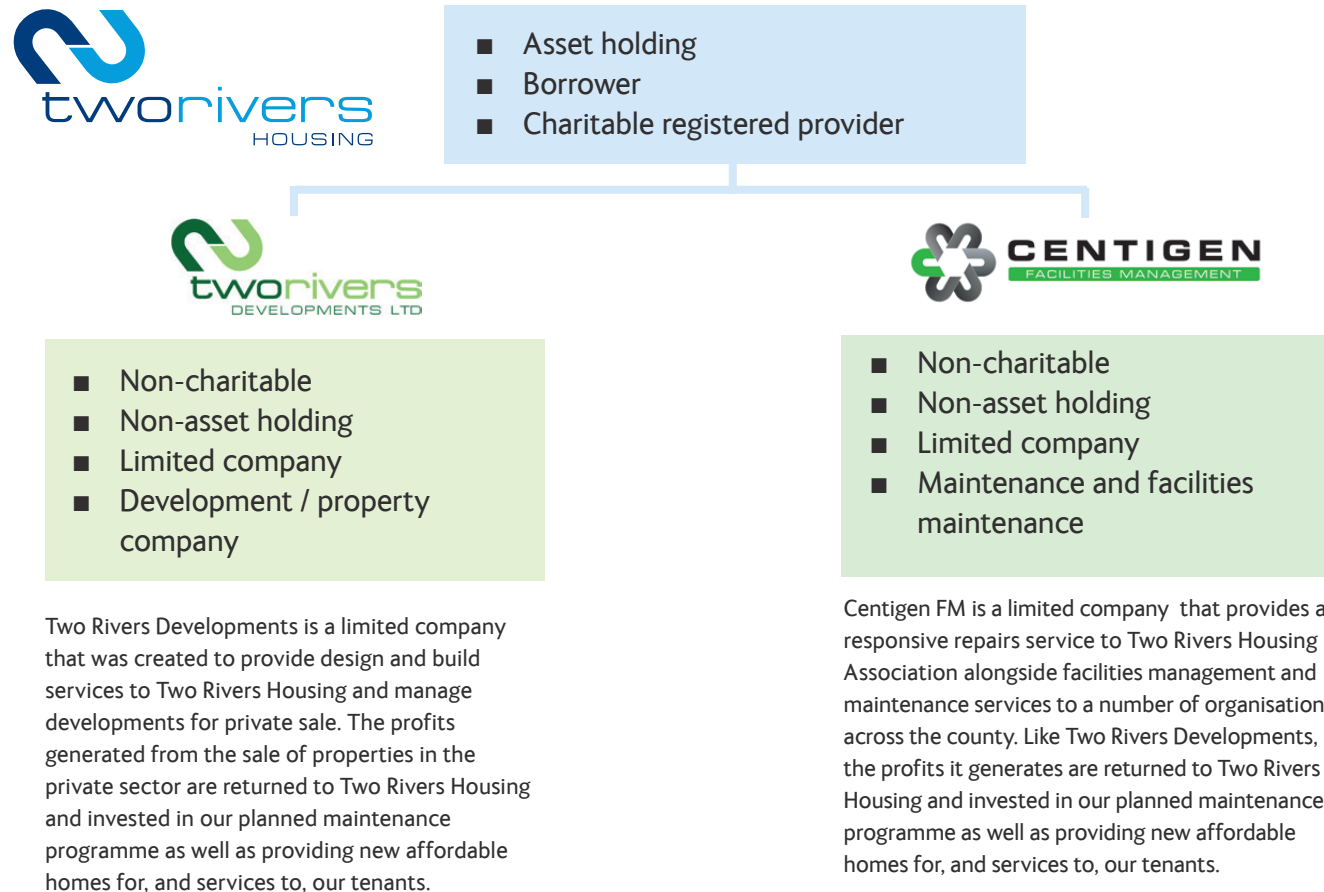 tworivers
HOUSING
■ Asset holding
■ Borrower
■ Charitable registered provider
tworivers
DEVELOPMENTS LTD
■ Non-charitable
■ Non-asset holding
■ Limited company
■ Development / property
company
Two Rivers Developments is a limited company
that was created to provide design and build
services to Two Rivers Housing and manage
developments for private sale. The profits
generated from the sale of properties in the
private sector are returned to Two Rivers Housing
and invested in our planned maintenance
programme as well as providing new affordable
homes for, and services to, our tenants.
CENTIGEN
FACILITIES MANAGEMENT
■ Non-charitable
■ Non-asset holding
■ Limited company
■ Maintenance and facilities
maintenance
Centigen FM is a limited company that provides a
responsive repairs service to Two Rivers Housing
Association alongside facilities management and
maintenance services to a number of organisation
across the county. Like Two Rivers Developments,
the profits it generates are returned to Two Rivers
Housing and invested in our planned maintenance
programme as well as providing new affordable
homes for, and services to, our tenants.